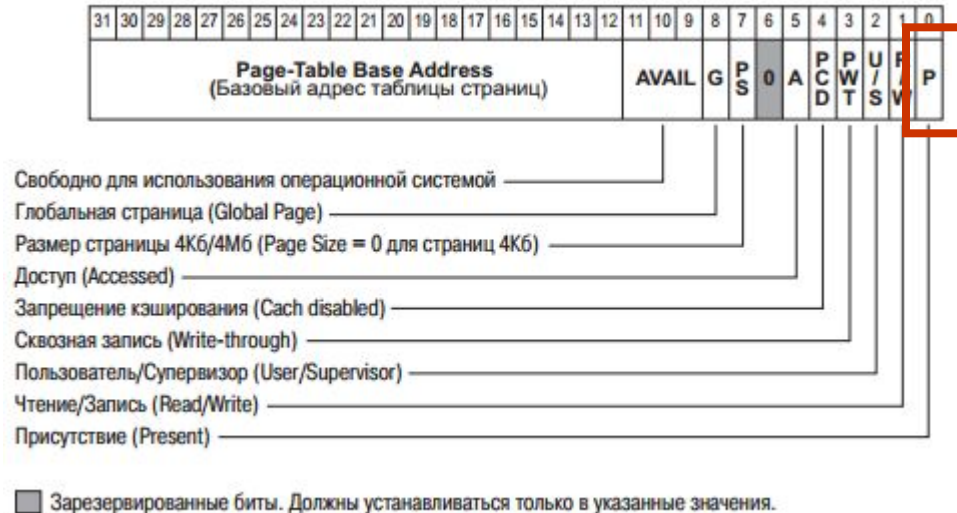 31 30 29 28 27 26 25 24 23 22 21 20 19 18 17 16 15 14 13 12 11 10 9 8 7 6 5 4 3 2 1 0
Page-Table Base Address
(Базовый адрес таблицы страниц)
AVAIL G PS 0 A PCD PWT U/S R/W P
Свободно для использования операционной системой
Глобальная страница (Global Page)
Размер страницы 4Кб/4Мб (Page Size = 0 для страниц 4Кб)
Доступ (Accessed)
Запрещение кэширования (Cach disabled)
Сквозная запись (Write-through)
Пользователь/Супервизор (User/Supervisor)
Чтение/Запись (Read/Write)
Присутствие (Present)
Зарезервированные биты. Должны устанавливаться только в указанные значения.